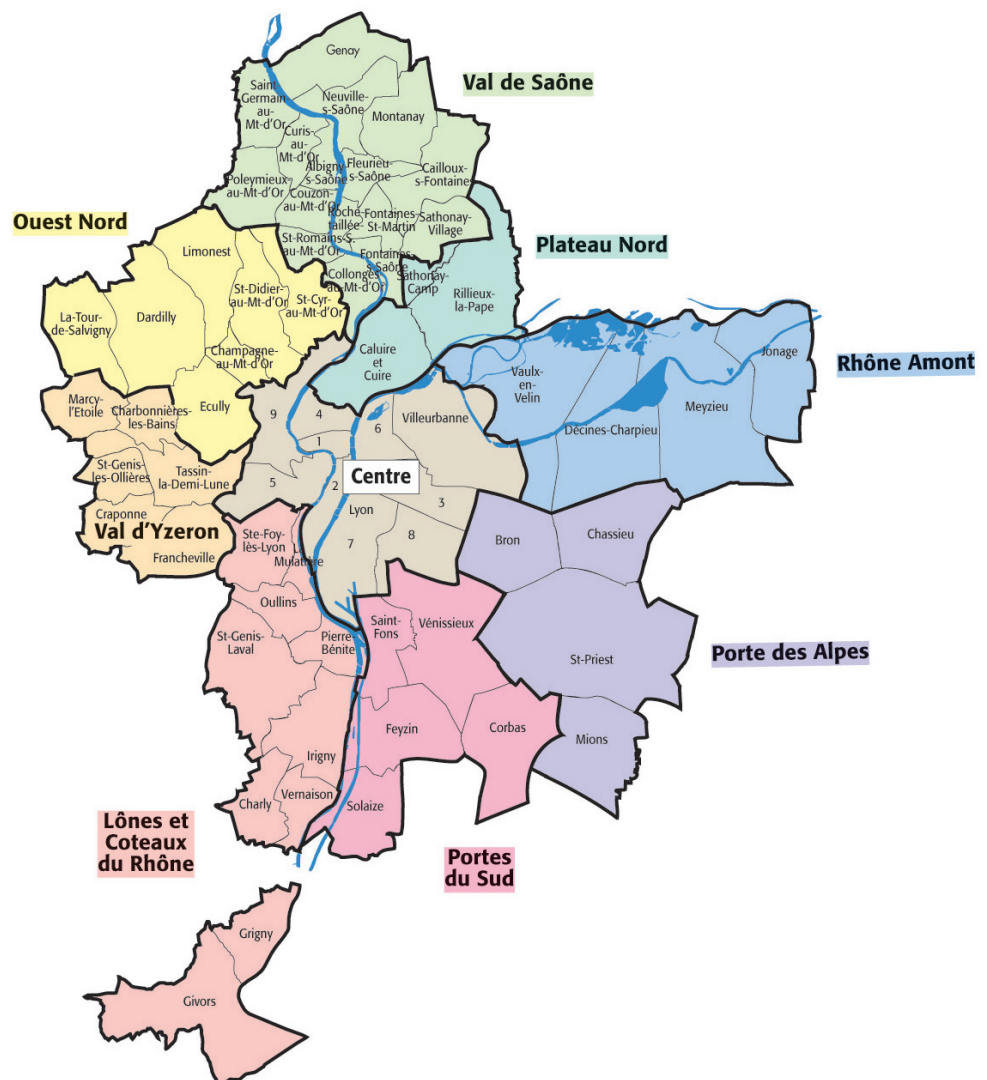 Genay
Val de Saône
Saint
Germain
au-
Mt-d'Or
Neuville-
s-Saône
Montanay
Curis-
au-
Mt-d'Or
Albigny-
s-Saône
Fleurieu-
s-Saône
Cailloux-
s-Fontaine
Poleymieux-
au-Mt-d'Or
Couzon-
au-Mt-d'Or
Roche-
taillée-
Fontaines-
St-Martin
Sathonay-
Village
St-Romains-S.
au-Mt-d'Or
Fontaines-
s-Saône
Collonges-
au-Mt-d'Or
Ouest Nord
Limonest
St-Didier-
au-Mt-d'Or
St-Cyr-
au-Mt-d'Or
La-Tour-
de-Salvigny
Dardilly
Champagne-
au-Mt-d'Or
Ecully
Plateau Nord
Sathonay-
Camp
Rillieux-
la-Pape
Caluire
et
Cuire
Rhône Amont
Vaulx-
en-
Velin
Jonage
Meyzieu
Décines-Charpieu
Marcy-
l'Etoile
Charbonnières-
les-Bains
St-Genis-
les-Ollières
Tassin-
la-Demi-Lune
Craponne
Val d'Yzeron
Francheville
9
4
6
Villeurbanne
1
Centre
5
2
Lyon
3
7
8
Bron
Chassieu
St-Priest
Mions
Porte des Alpes
Ste-Foy-
lès-Lyon
Mulatière
Oullins
St-Genis-
Laval
Pierre-
Bénite
Irigny
Charly
Vernaison
Lônes et
Coteaux
du Rhône
Saint-
Fons
Vénissieux
Feyzin
Corbas
Solaize
Portes
du Sud
Grigny
Givors